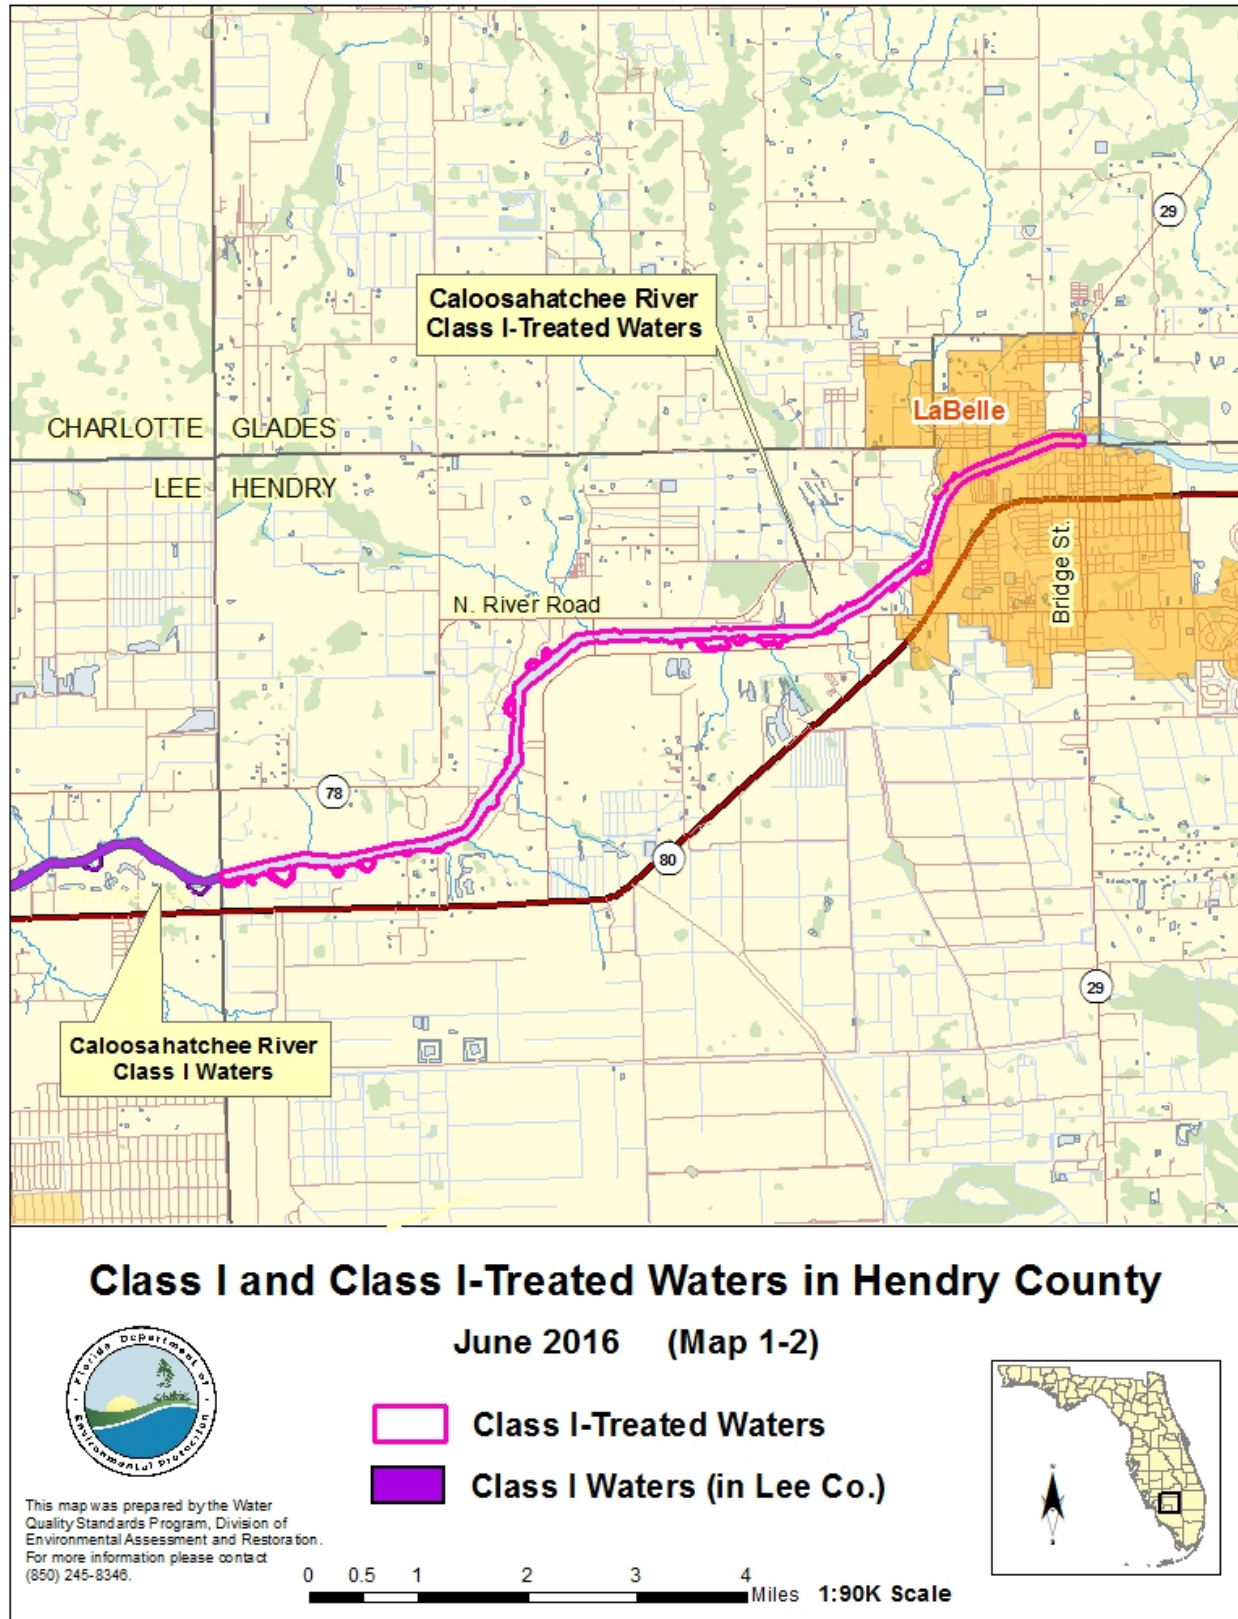 29
Caloosahatchee River
Class I-Treated Waters
LaBelle
CHARLOTTE
GLADES
LEE
HENDRY
Bridge St.
N. River Road
78
80
29
Caloosahatchee River
Class I Waters
Class I and Class I-Treated Waters in Hendry County
June 2016 (Map 1-2)
Florida Department of
Environmental Protection
Class I-Treated Waters
Class I Waters (in Lee Co.)
This map was prepared by the Water
Quality Standards Program, Division of
Environmental Assessment and Restoration.
For more information please contact
(850) 245-8346.
0 0.5 1 2 3 4
Miles 1:90K Scale